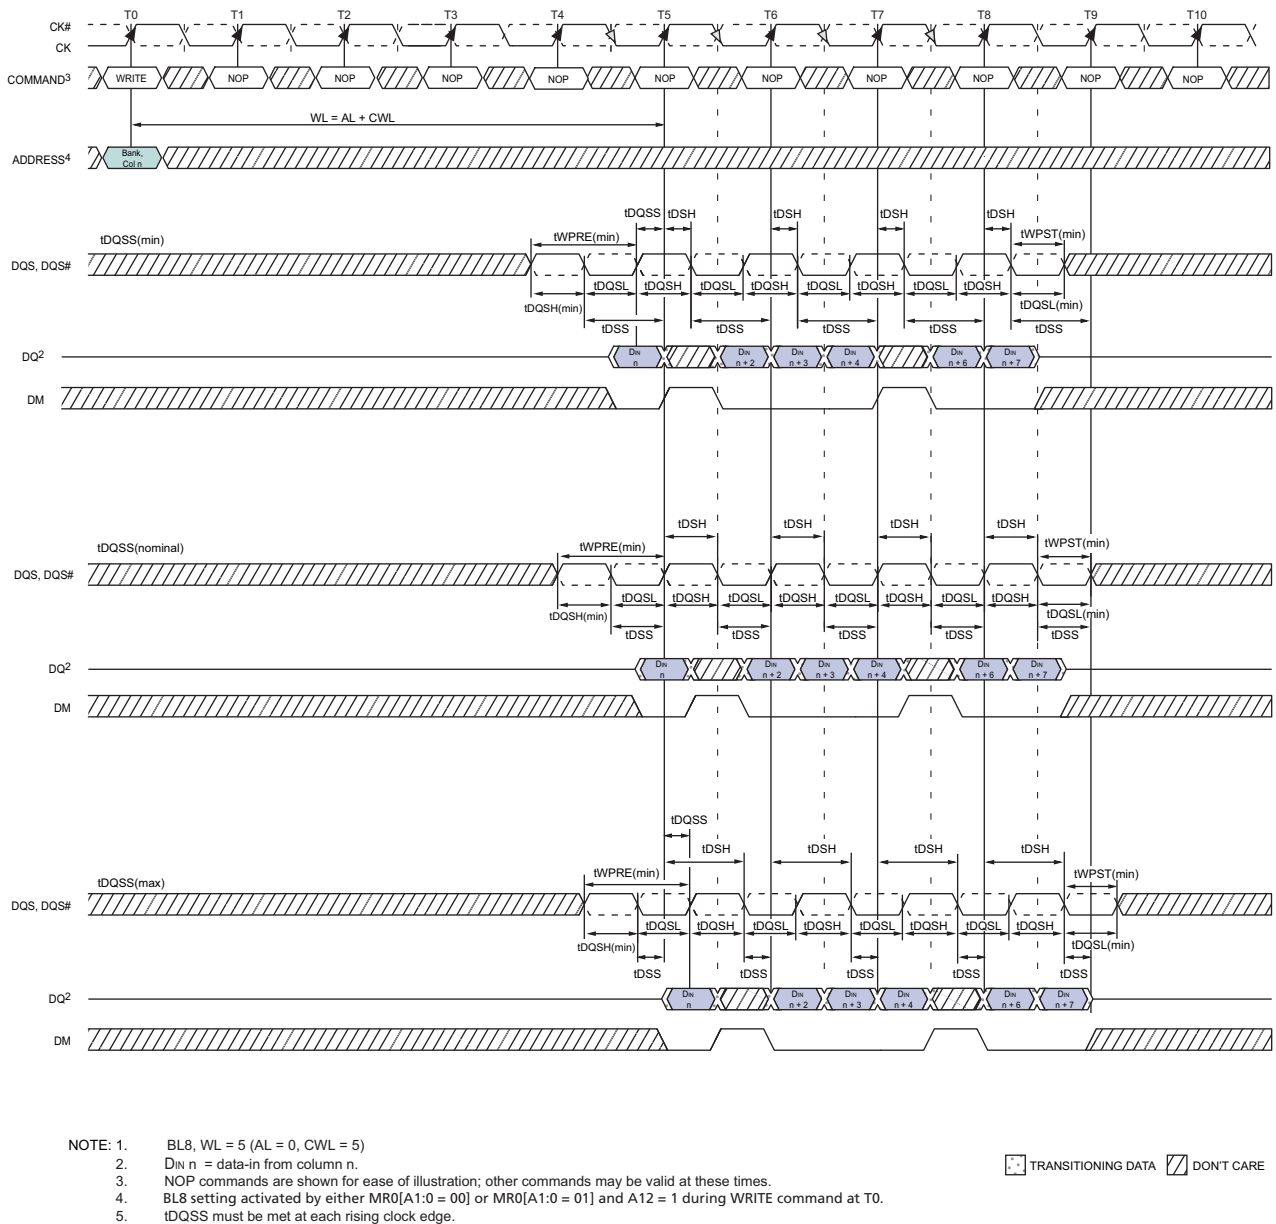 T0 T1 T2 T3 T4 T5 T6 T7 T8 T9 T10
CK#
CK
COMMAND3 WRITE NOP NOP NOP NOP NOP NOP NOP NOP NOP NOP
WL = AL + CWL
ADDRESS4 Bank, Col n
tDQSS tDSH tDSH tDSH tDSH
tDQSS(min) tWPRE(min) tWPST(min)
DQS, DQS#
tDQSH(min) tDQSL tDQSH tDQSL tDQSH tDQSL tDQSH tDQSL tDQSH tDQSL(min)
tDSS tDSS tDSS tDSS tDSS
DQ2 DIN n DIN n + 2 DIN n + 3 DIN n + 4 DIN n + 6 DIN n + 7
DM
tDSH tDSH tDSH tDSH
tDQSS(nominal) tWPRE(min) tWPST(min)
DQS, DQS#
tDQSH(min) tDQSL tDQSH tDQSL tDQSH tDQSL tDQSH tDQSL tDQSH tDQSL(min)
tDSS tDSS tDSS tDSS tDSS
DQ2 DIN n DIN n + 2 DIN n + 3 DIN n + 4 DIN n + 6 DIN n + 7
DM
tDQSS
tDSH tDSH tDSH tDSH
tDQSS(max) tWPRE(min) tWPST(min)
DQS, DQS#
tDQSH(min) tDQSL tDQSH tDQSL tDQSH tDQSL tDQSH tDQSL tDQSH tDQSL(min)
tDSS tDSS tDSS tDSS tDSS
DQ2 DIN n DIN n + 2 DIN n + 3 DIN n + 4 DIN n + 6 DIN n + 7
DM
NOTE: 1. BL8, WL = 5 (AL = 0, CWL = 5)
2. DIN n = data-in from column n.
3. NOP commands are shown for ease of illustration; other commands may be valid at these times.
4. BL8 setting activated by either MR0[A1:0 = 00] or MR0[A1:0 = 01] and A12 = 1 during WRITE command at T0.
5. tDQSS must be met at each rising clock edge.
TRANSITIONING DATA DON'T CARE